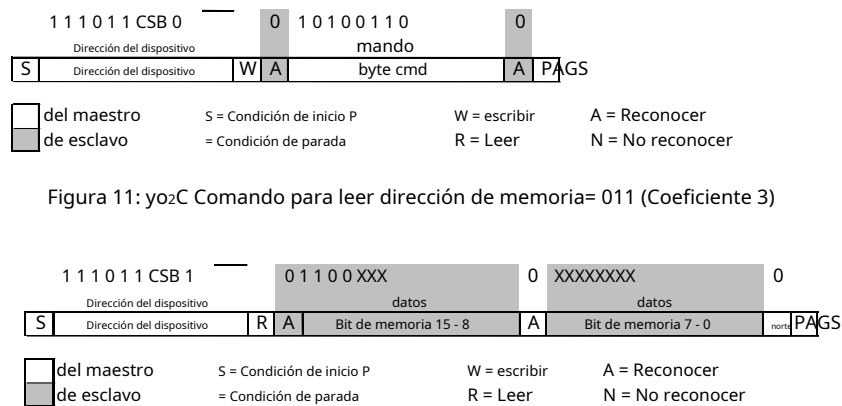 1 1 1 0 1 1 CSB 0 0 1 0 1 0 0 1 1 0 0
Dirección del dispositivo mando
S Dirección del dispositivo W A byte cmd A PAGS
del maestro S = Condición de inicio P W = escribir A = Reconocer
de esclavo = Condición de parada R = Leer N = No reconocer
Figura 11: yo2C Comando para leer dirección de memoria= 011 (Coeficiente 3)
1 1 1 0 1 1 CSB 1 0 1 1 0 0 XXX 0 XXXXXXXX 0
Dirección del dispositivo datos datos
S Dirección del dispositivo R A Bit de memoria 15 - 8 A Bit de memoria 7 - 0 norte PAGS
del maestro S = Condición de inicio P W = escribir A = Reconocer
de esclavo = Condición de parada R = Leer N = No reconocer